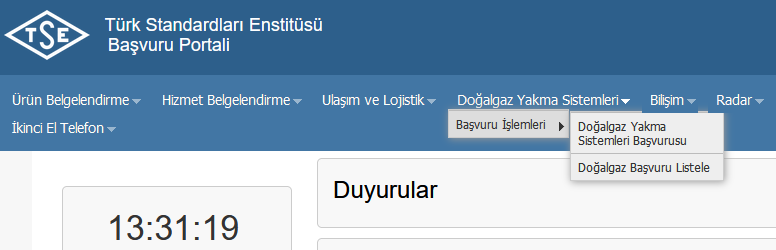 TSE
Türk Standardları Enstitüsü
Başvuru Portali
Ürün Belgelendirme Hizmet Belgelendirme Ulaşım ve Lojistik Doğalgaz Yakma Sistemleri Bilişim Radar
İkinci El Telefon
Başvuru İşlemleri
Doğalgaz Yakma
Sistemleri Başvurusu
Doğalgaz Başvuru Listele
Duyurular
13:31:19